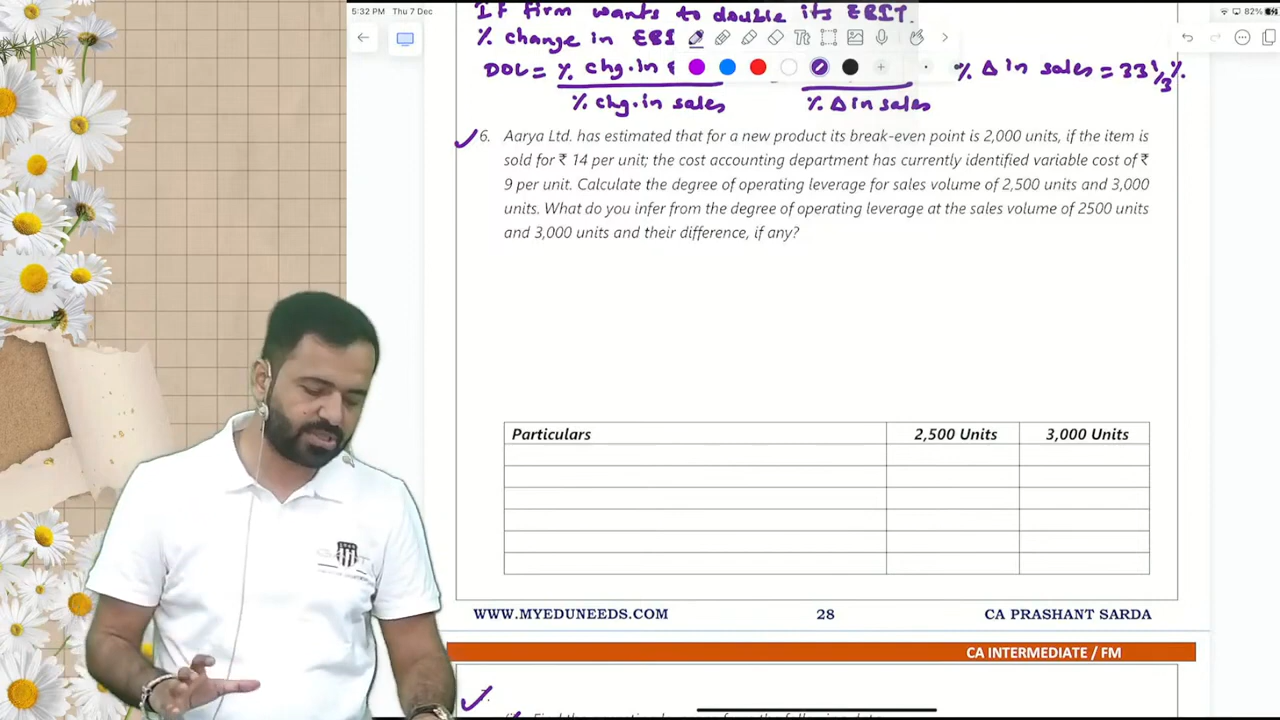 5:32 PM Thu 7 Dec
82%
If firm wants to double its EBIT.
% change in EBI
DOL = % chg. in
% chg. in sales
% Δ in sales
% Δ in sales = 33 1/3 %
6. Aarya Ltd. has estimated that for a new product its break-even point is 2,000 units, if the item is
sold for ₹ 14 per unit; the cost accounting department has currently identified variable cost of ₹
9 per unit. Calculate the degree of operating leverage for sales volume of 2,500 units and 3,000
units. What do you infer from the degree of operating leverage at the sales volume of 2500 units
and 3,000 units and their difference, if any?
Particulars 2,500 Units 3,000 Units
WWW.MYEDUNEEDS.COM 28 CA PRASHANT SARDA
CA INTERMEDIATE / FM